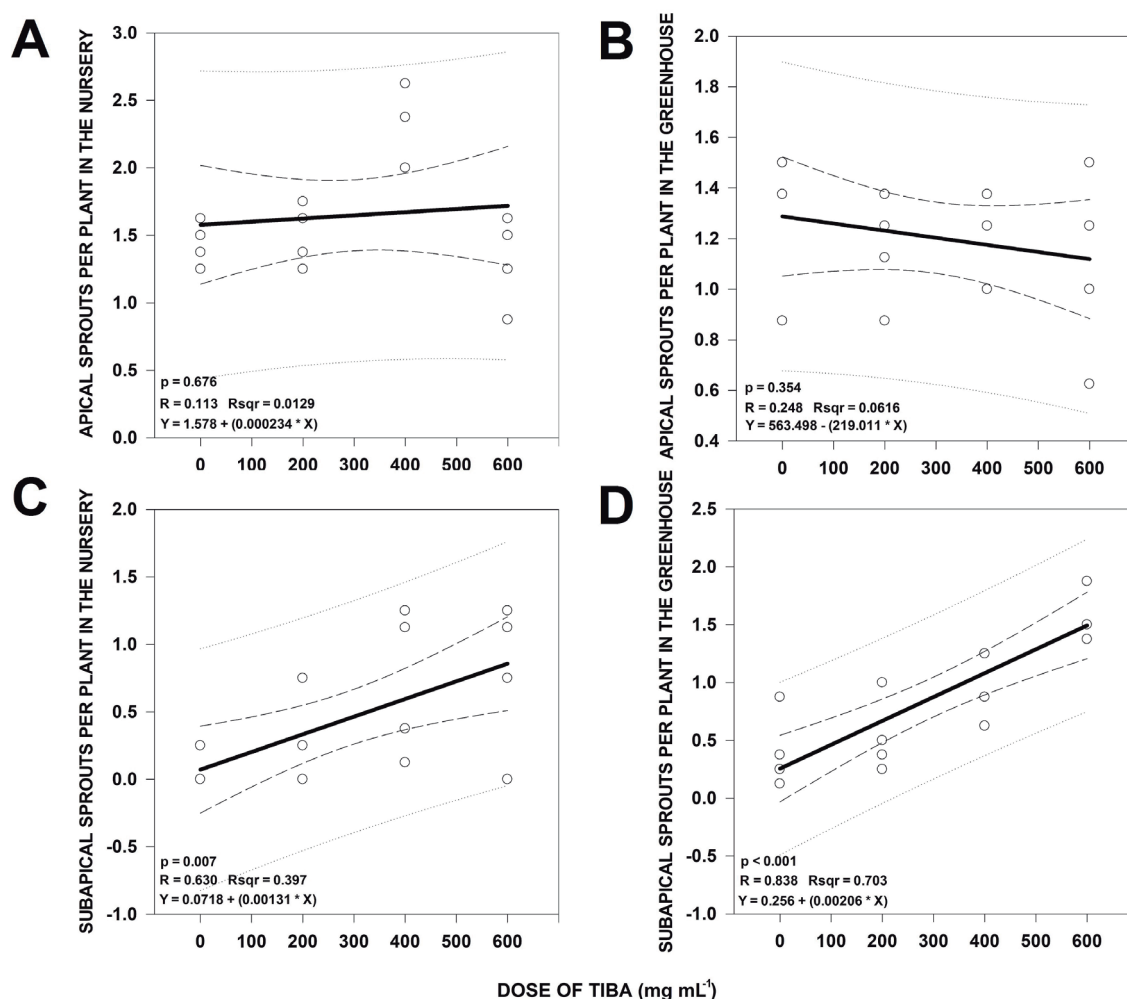 A
APICAL SPROUTS PER PLANT IN THE NURSERY
3.0
2.5
2.0
1.5
1.0
0.5
0.0
p = 0.676
R = 0.113 Rsqr = 0.0129
Y = 1.578 + (0.000234 * X)
0 100 200 300 400 500 600
B
APICAL SPROUTS PER PLANT IN THE GREENHOUSE
2.0
1.8
1.6
1.4
1.2
1.0
0.8
0.6
0.4
p = 0.354
R = 0.248 Rsqr = 0.0616
Y = 563.498 - (219.011 * X)
0 100 200 300 400 500 600
C
SUBAPICAL SPROUTS PER PLANT IN THE NURSERY
2.0
1.5
1.0
0.5
0.0
-0.5
-1.0
p = 0.007
R = 0.630 Rsqr = 0.397
Y = 0.0718 + (0.00131 * X)
0 100 200 300 400 500 600
D
SUBAPICAL SPROUTS PER PLANT IN THE GREENHOUSE
2.5
2.0
1.5
1.0
0.5
0.0
-0.5
-1.0
p < 0.001
R = 0.838 Rsqr = 0.703
Y = 0.256 + (0.00206 * X)
0 100 200 300 400 500 600
DOSE OF TIBA (mg mL⁻¹)